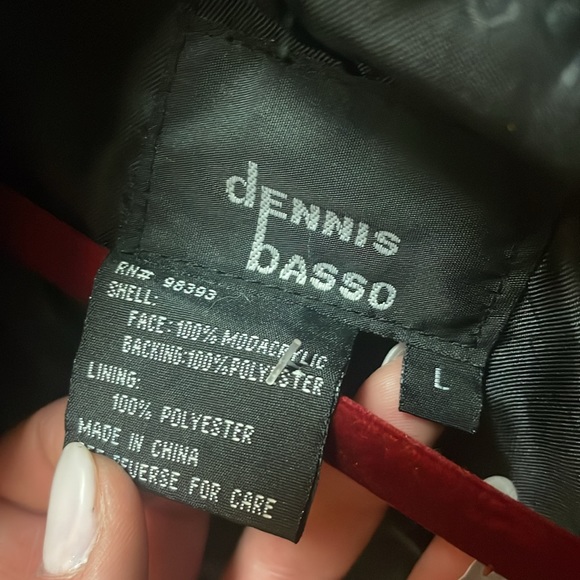 dENNIS
bASSO
RN# 98393
SHELL:
FACE: 100% MODACRYLIC
BACKING: 100% POLYESTER
LINING:
100% POLYESTER
MADE IN CHINA
REVERSE FOR CARE
L